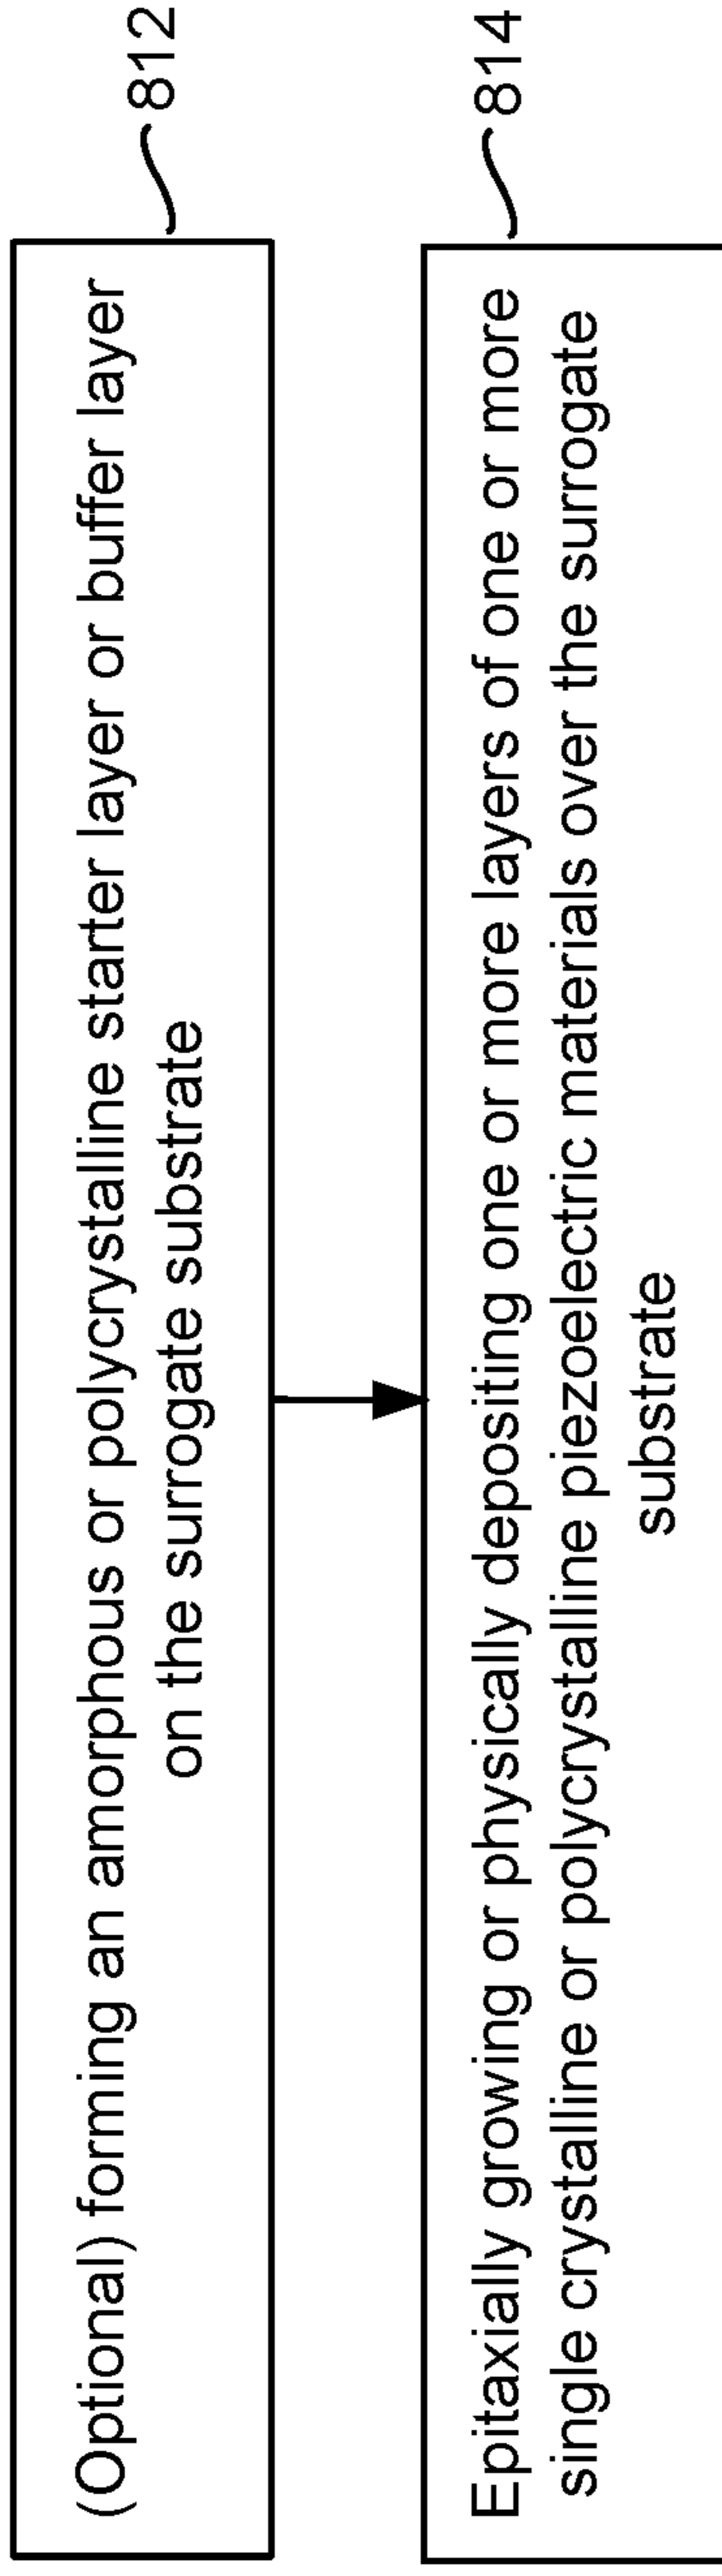 (Optional) forming an amorphous or polycrystalline starter layer or buffer layer
on the surrogate substrate
812
Epitaxially growing or physically depositing one or more layers of one or more
single crystalline or polycrystalline piezoelectric materials over the surrogate
substrate
814